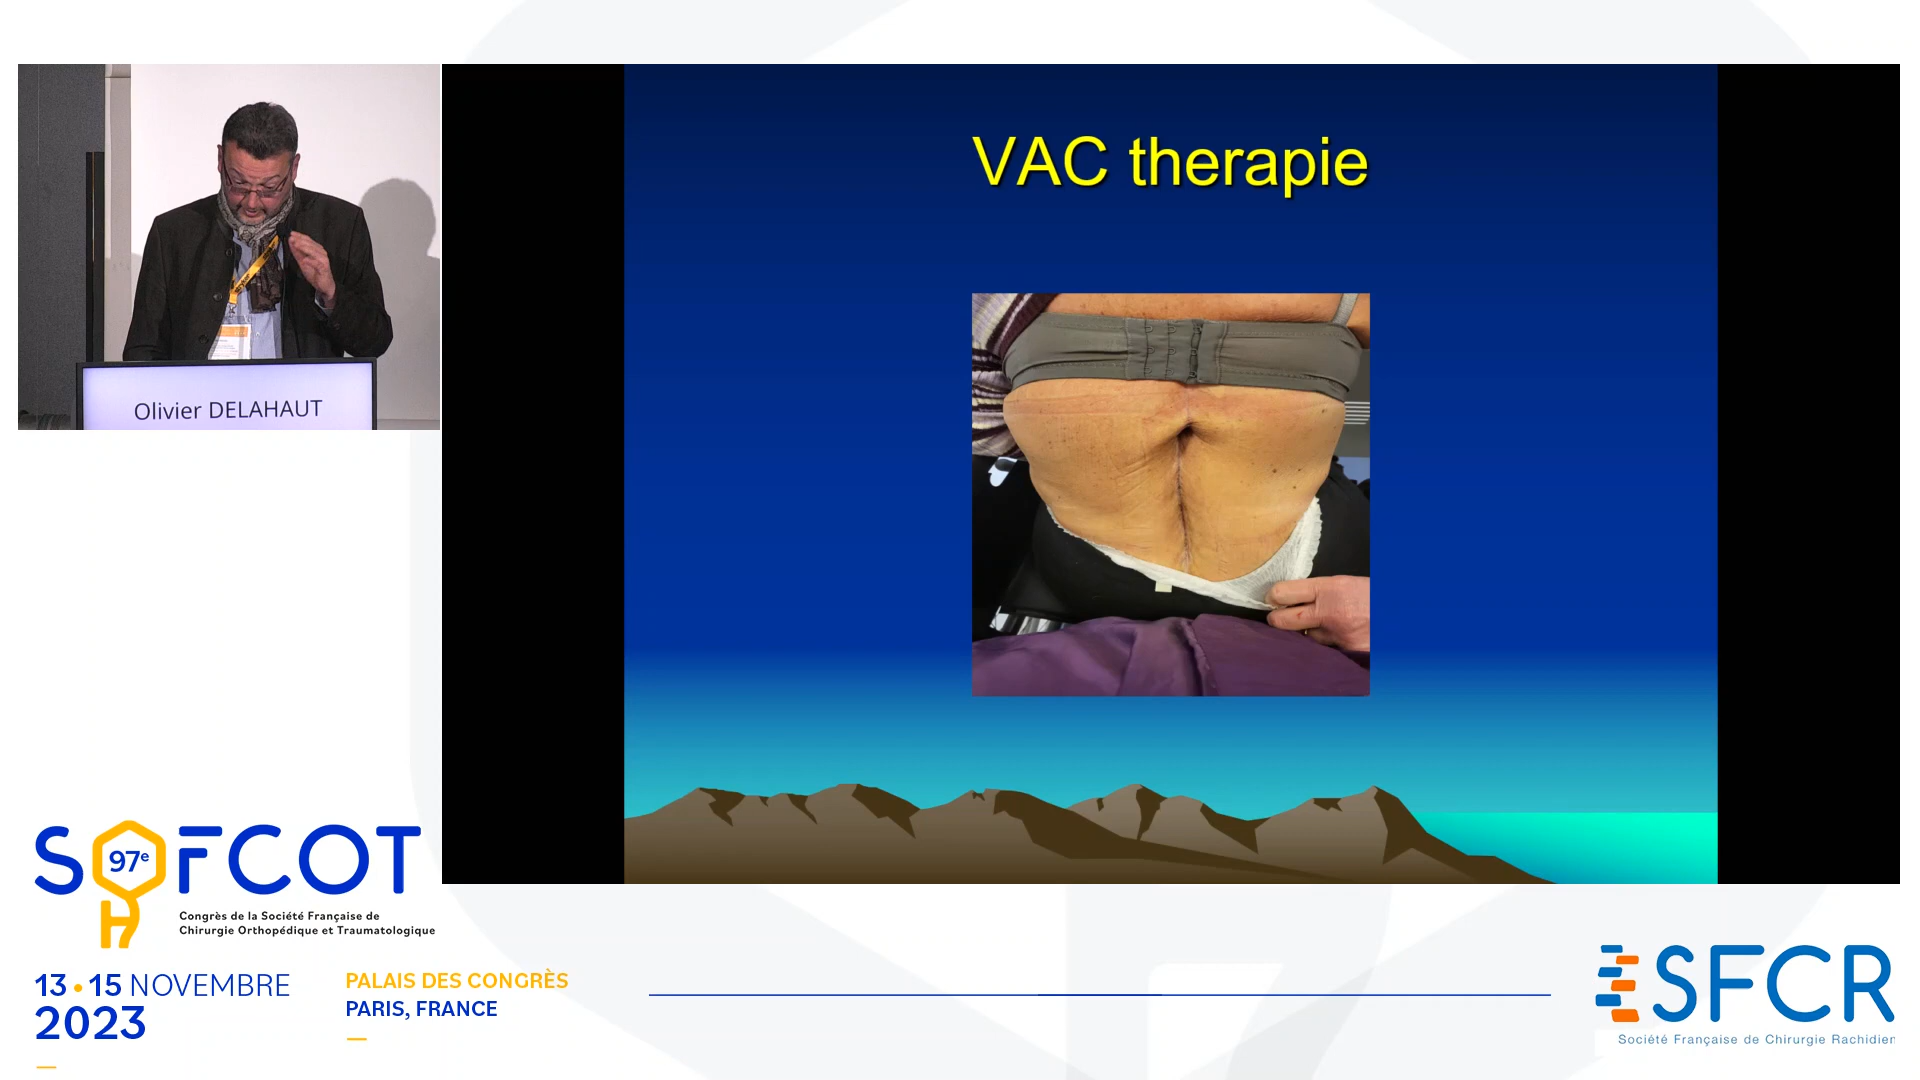 VAC therapie
Olivier DELAHAUT
SOFCOT
97e
Congrès de la Société Française de
Chirurgie Orthopédique et Traumatologique
13•15 NOVEMBRE
2023
PALAIS DES CONGRÈS
PARIS, FRANCE
SFCR
Société Française de Chirurgie Rachidien